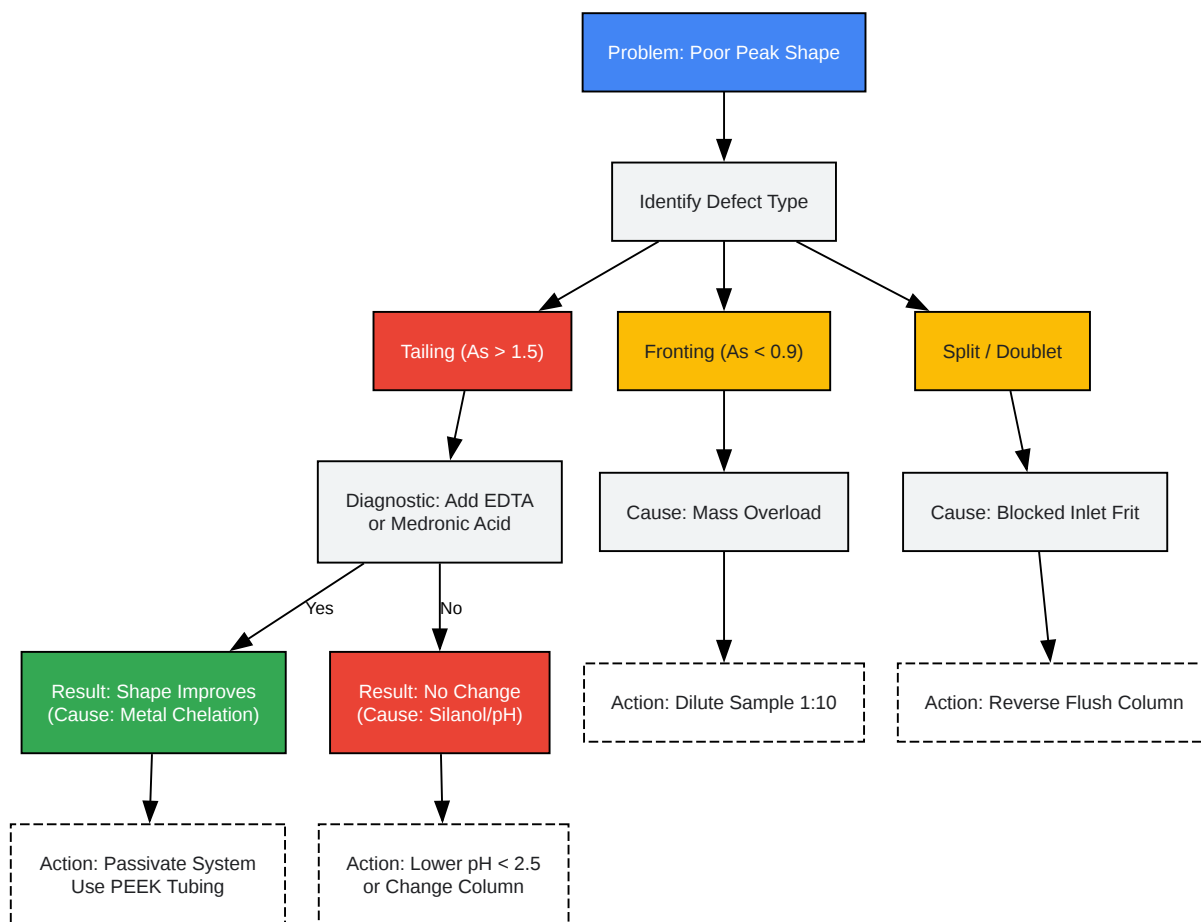 Problem: Poor Peak Shape
Identify Defect Type
Tailing (As > 1.5)
Fronting (As < 0.9)
Split / Doublet
Diagnostic: Add EDTA
or Medronic Acid
Cause: Mass Overload
Cause: Blocked Inlet Frit
Yes
No
Result: Shape Improves
(Cause: Metal Chelation)
Result: No Change
(Cause: Silanol/pH)
Action: Dilute Sample 1:10
Action: Reverse Flush Column
Action: Passivate System
Use PEEK Tubing
Action: Lower pH < 2.5
or Change Column